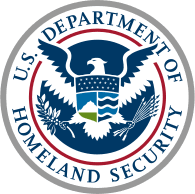 U.S. DEPARTMENT OF
HOMELAND SECURITY